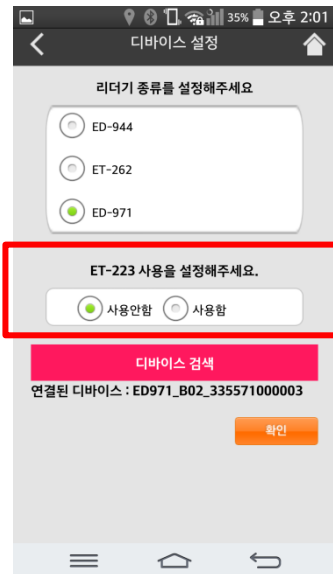 35% 오후 2:01
디바이스 설정
리더기 종류를 설정해주세요
ED-944
ET-262
ED-971
ET-223 사용을 설정해주세요.
사용안함 사용함
디바이스 검색
연결된 디바이스 : ED971_B02_335571000003
확인